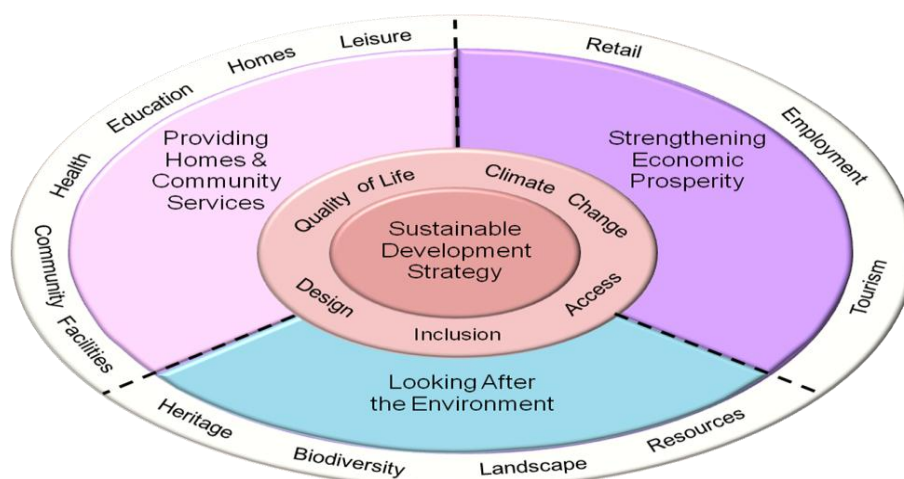 Leisure
Homes
Education
Health
Community Facilities
Retail
Employment
Tourism
Providing
Homes &
Community
Services
Strengthening
Economic
Prosperity
Quality of Life
Climate Change
Access
Inclusion
Design
Sustainable
Development
Strategy
Looking After
the Environment
Heritage
Biodiversity
Landscape
Resources